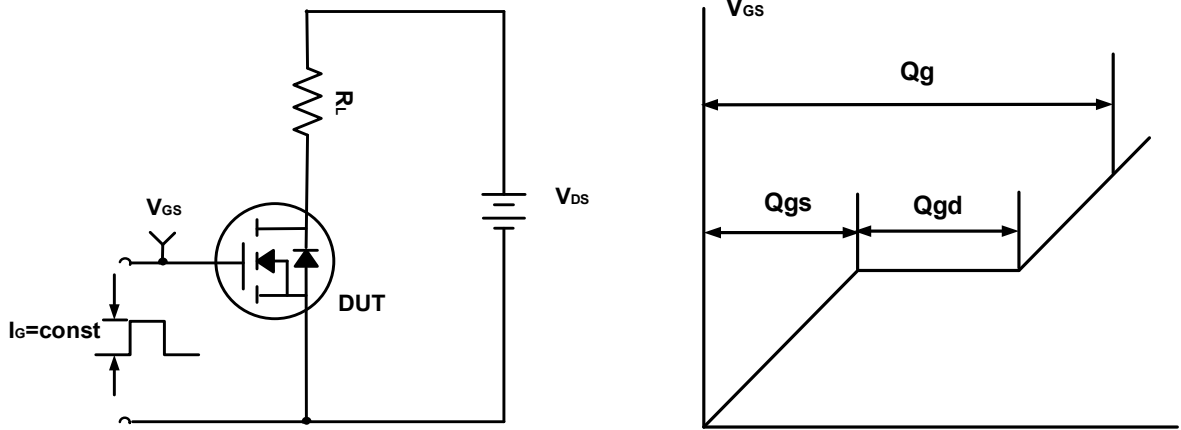 RL
VGS
VDS
DUT
IG=const
VGS
Qg
Qgs
Qgd